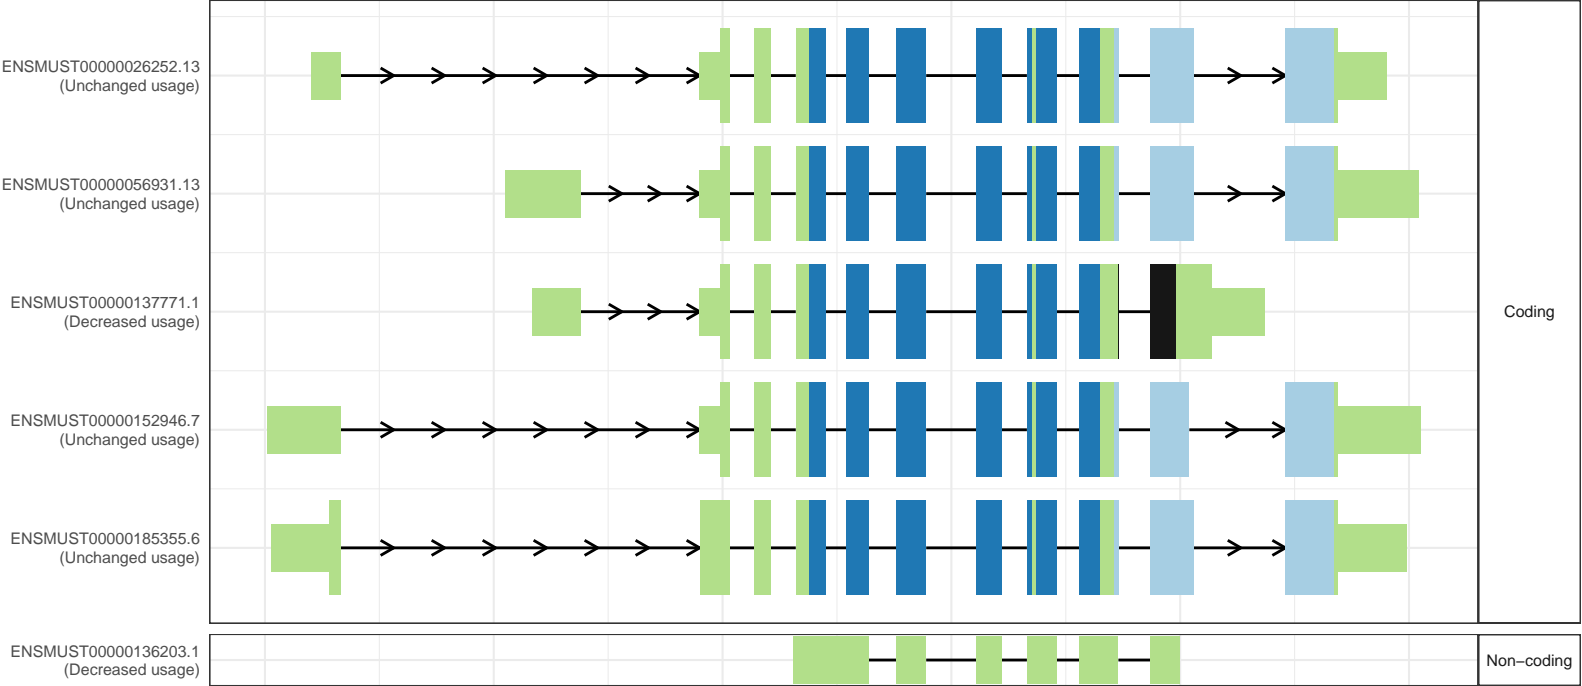 ENSMUST00000026252.13
(Unchanged usage)
ENSMUST00000056931.13
(Unchanged usage)
ENSMUST00000137771.1
(Decreased usage)
Coding
ENSMUST00000152946.7
(Unchanged usage)
ENSMUST00000185355.6
(Unchanged usage)
ENSMUST00000136203.1
(Decreased usage)
Non−coding